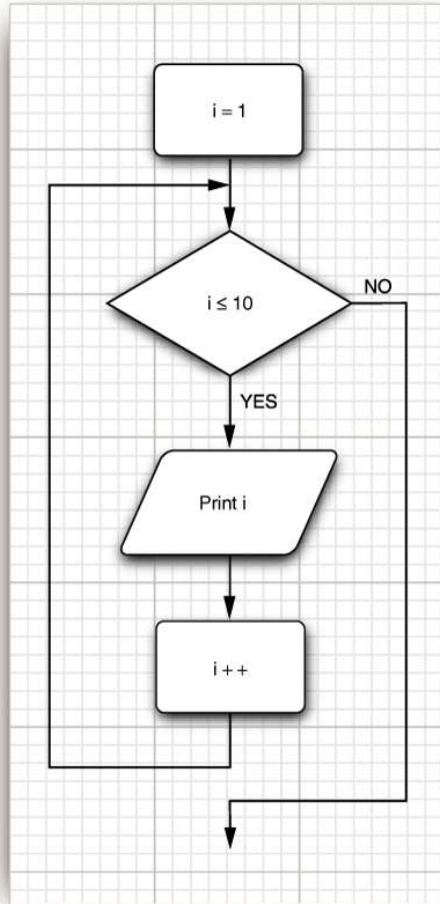 i = 1
i ≤ 10
NO
YES
Print i
i + +